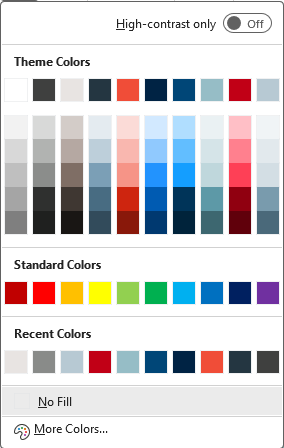 High-contrast only Off
Theme Colors
Standard Colors
Recent Colors
No Fill
More Colors...